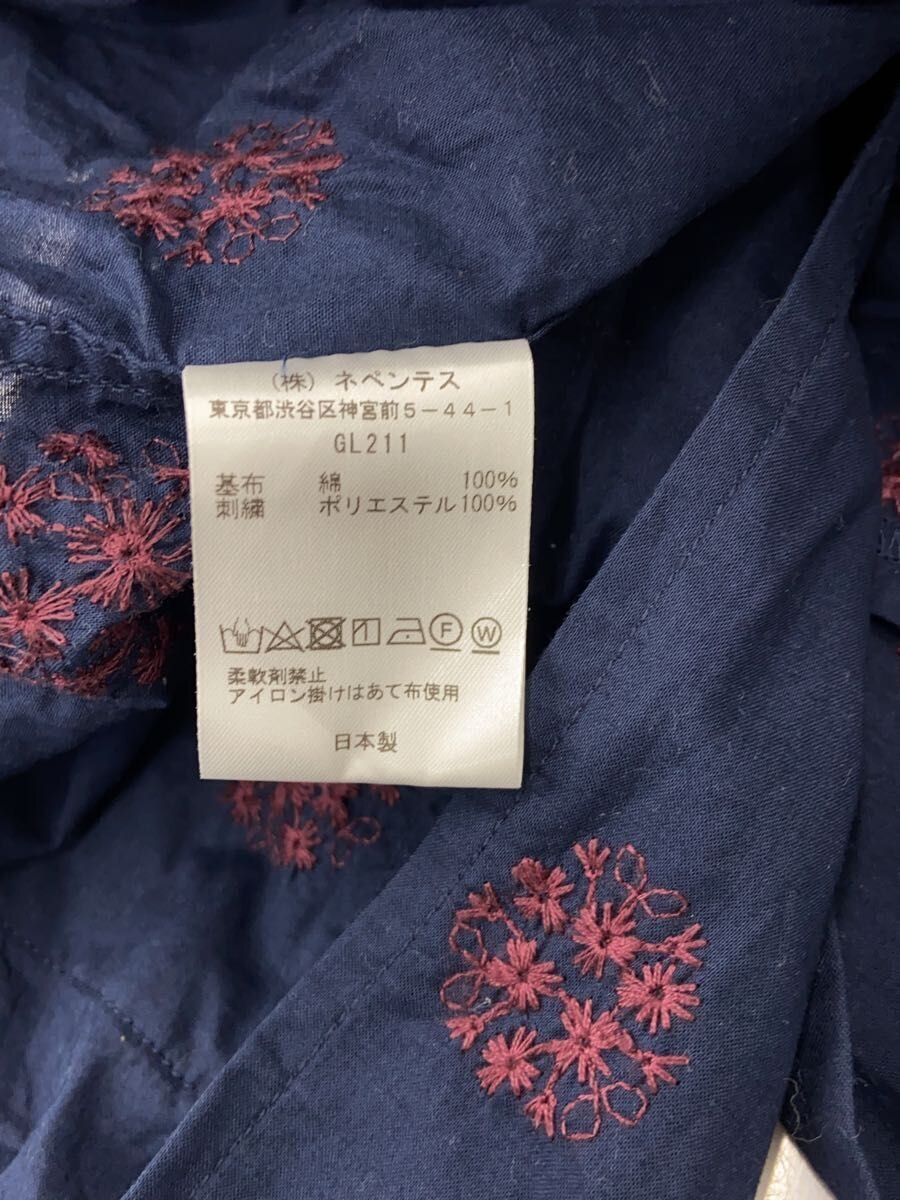 （株）ネペンテス
東京都渋谷区神宮前５－４４－１
GL211
基布 綿 100%
刺繍 ポリエステル100%
F W
柔軟剤禁止
アイロン掛けはあて布使用
日本製